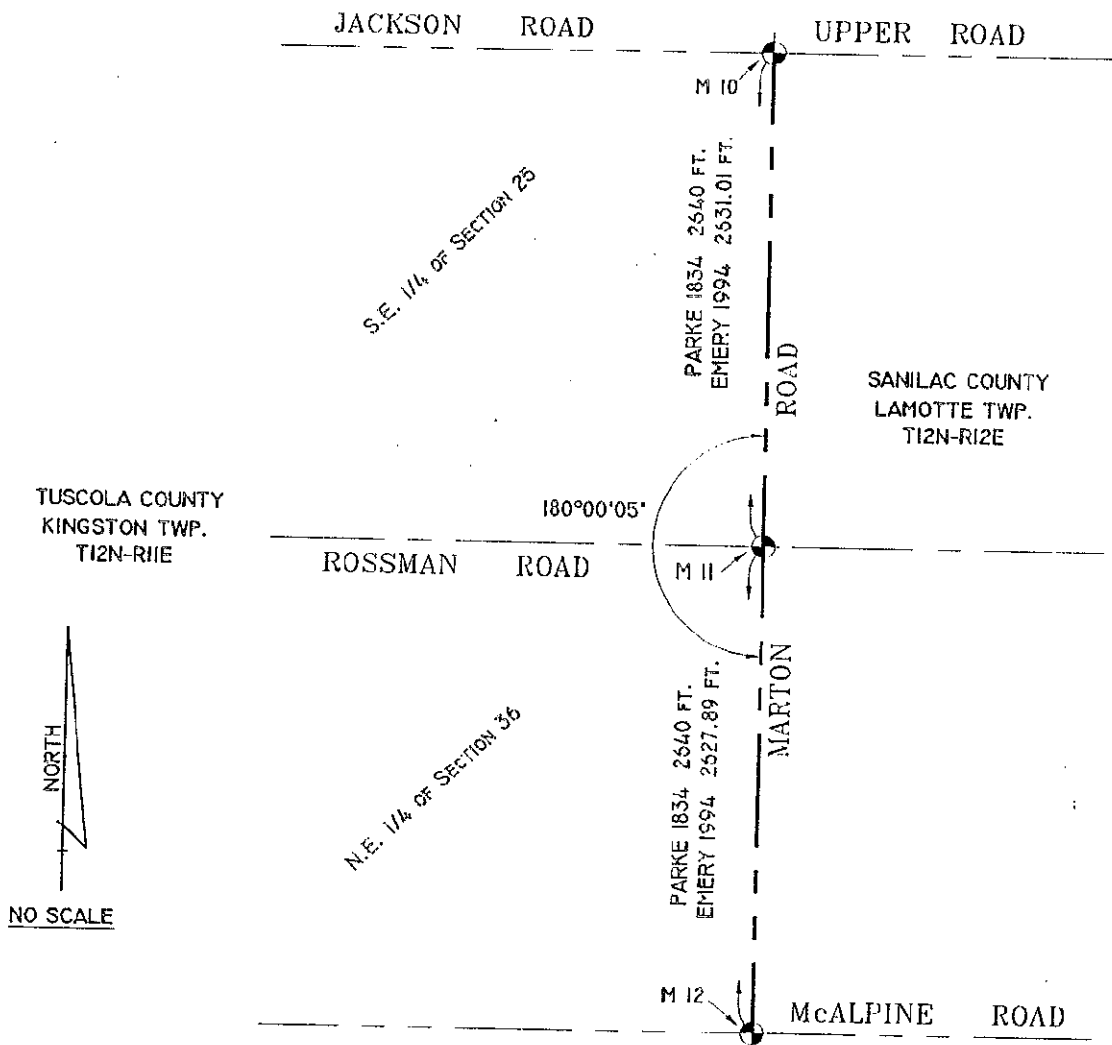 JACKSON ROAD
UPPER ROAD
M 10
S.E. 1/4 OF SECTION 25
PARKE 1834 2640 FT.
EMERY 1994 2631.01 FT.
ROAD
SANILAC COUNTY
LAMOTTE TWP.
T12N-R12E
TUSCOLA COUNTY
KINGSTON TWP.
T12N-R11E
180°00'05"
ROSSMAN ROAD
M 11
MARTON
N.E. 1/4 OF SECTION 36
PARKE 1834 2640 FT.
EMERY 1994 2627.89 FT.
NORTH
NO SCALE
M 12
McALPINE ROAD